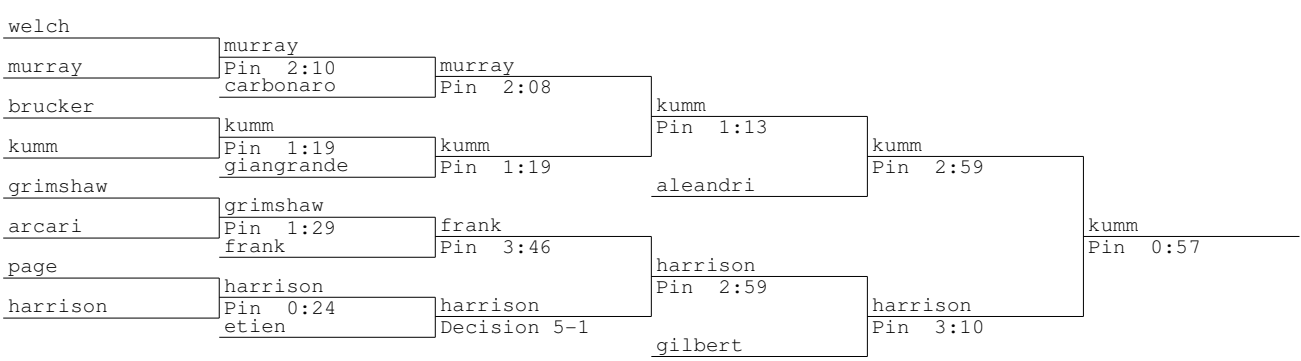 welch
murray
murray
Pin 2:10
carbonaro
murray
Pin 2:08
brucker
kumm
kumm
Pin 1:19
giangrande
kumm
Pin 1:19
kumm
Pin 1:13
aleandri
kumm
Pin 2:59
grimshaw
arcari
grimshaw
Pin 1:29
frank
frank
Pin 3:46
page
harrison
harrison
Pin 0:24
etien
harrison
Decision 5-1
harrison
Pin 2:59
gilbert
harrison
Pin 3:10
kumm
Pin 0:57